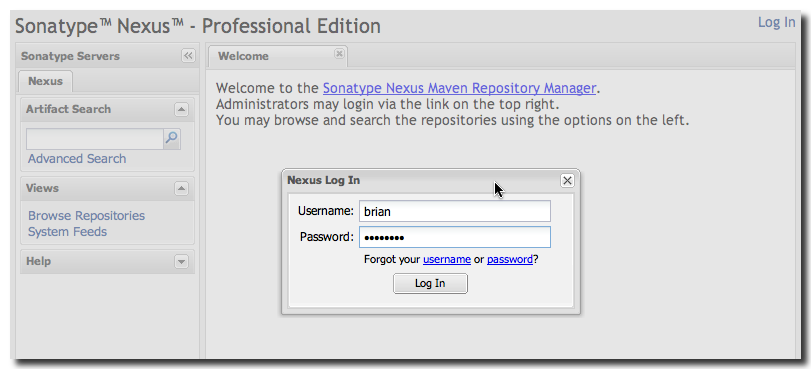 Sonatype™ Nexus™ - Professional Edition
Log In
Sonatype Servers
Nexus
Artifact Search
Advanced Search
Views
Browse Repositories
System Feeds
Help
Welcome
Welcome to the Sonatype Nexus Maven Repository Manager.
Administrators may login via the link on the top right.
You may browse and search the repositories using the options on the left.
Nexus Log In
Username: brian
Password: ••••••••
Forgot your username or password?
Log In